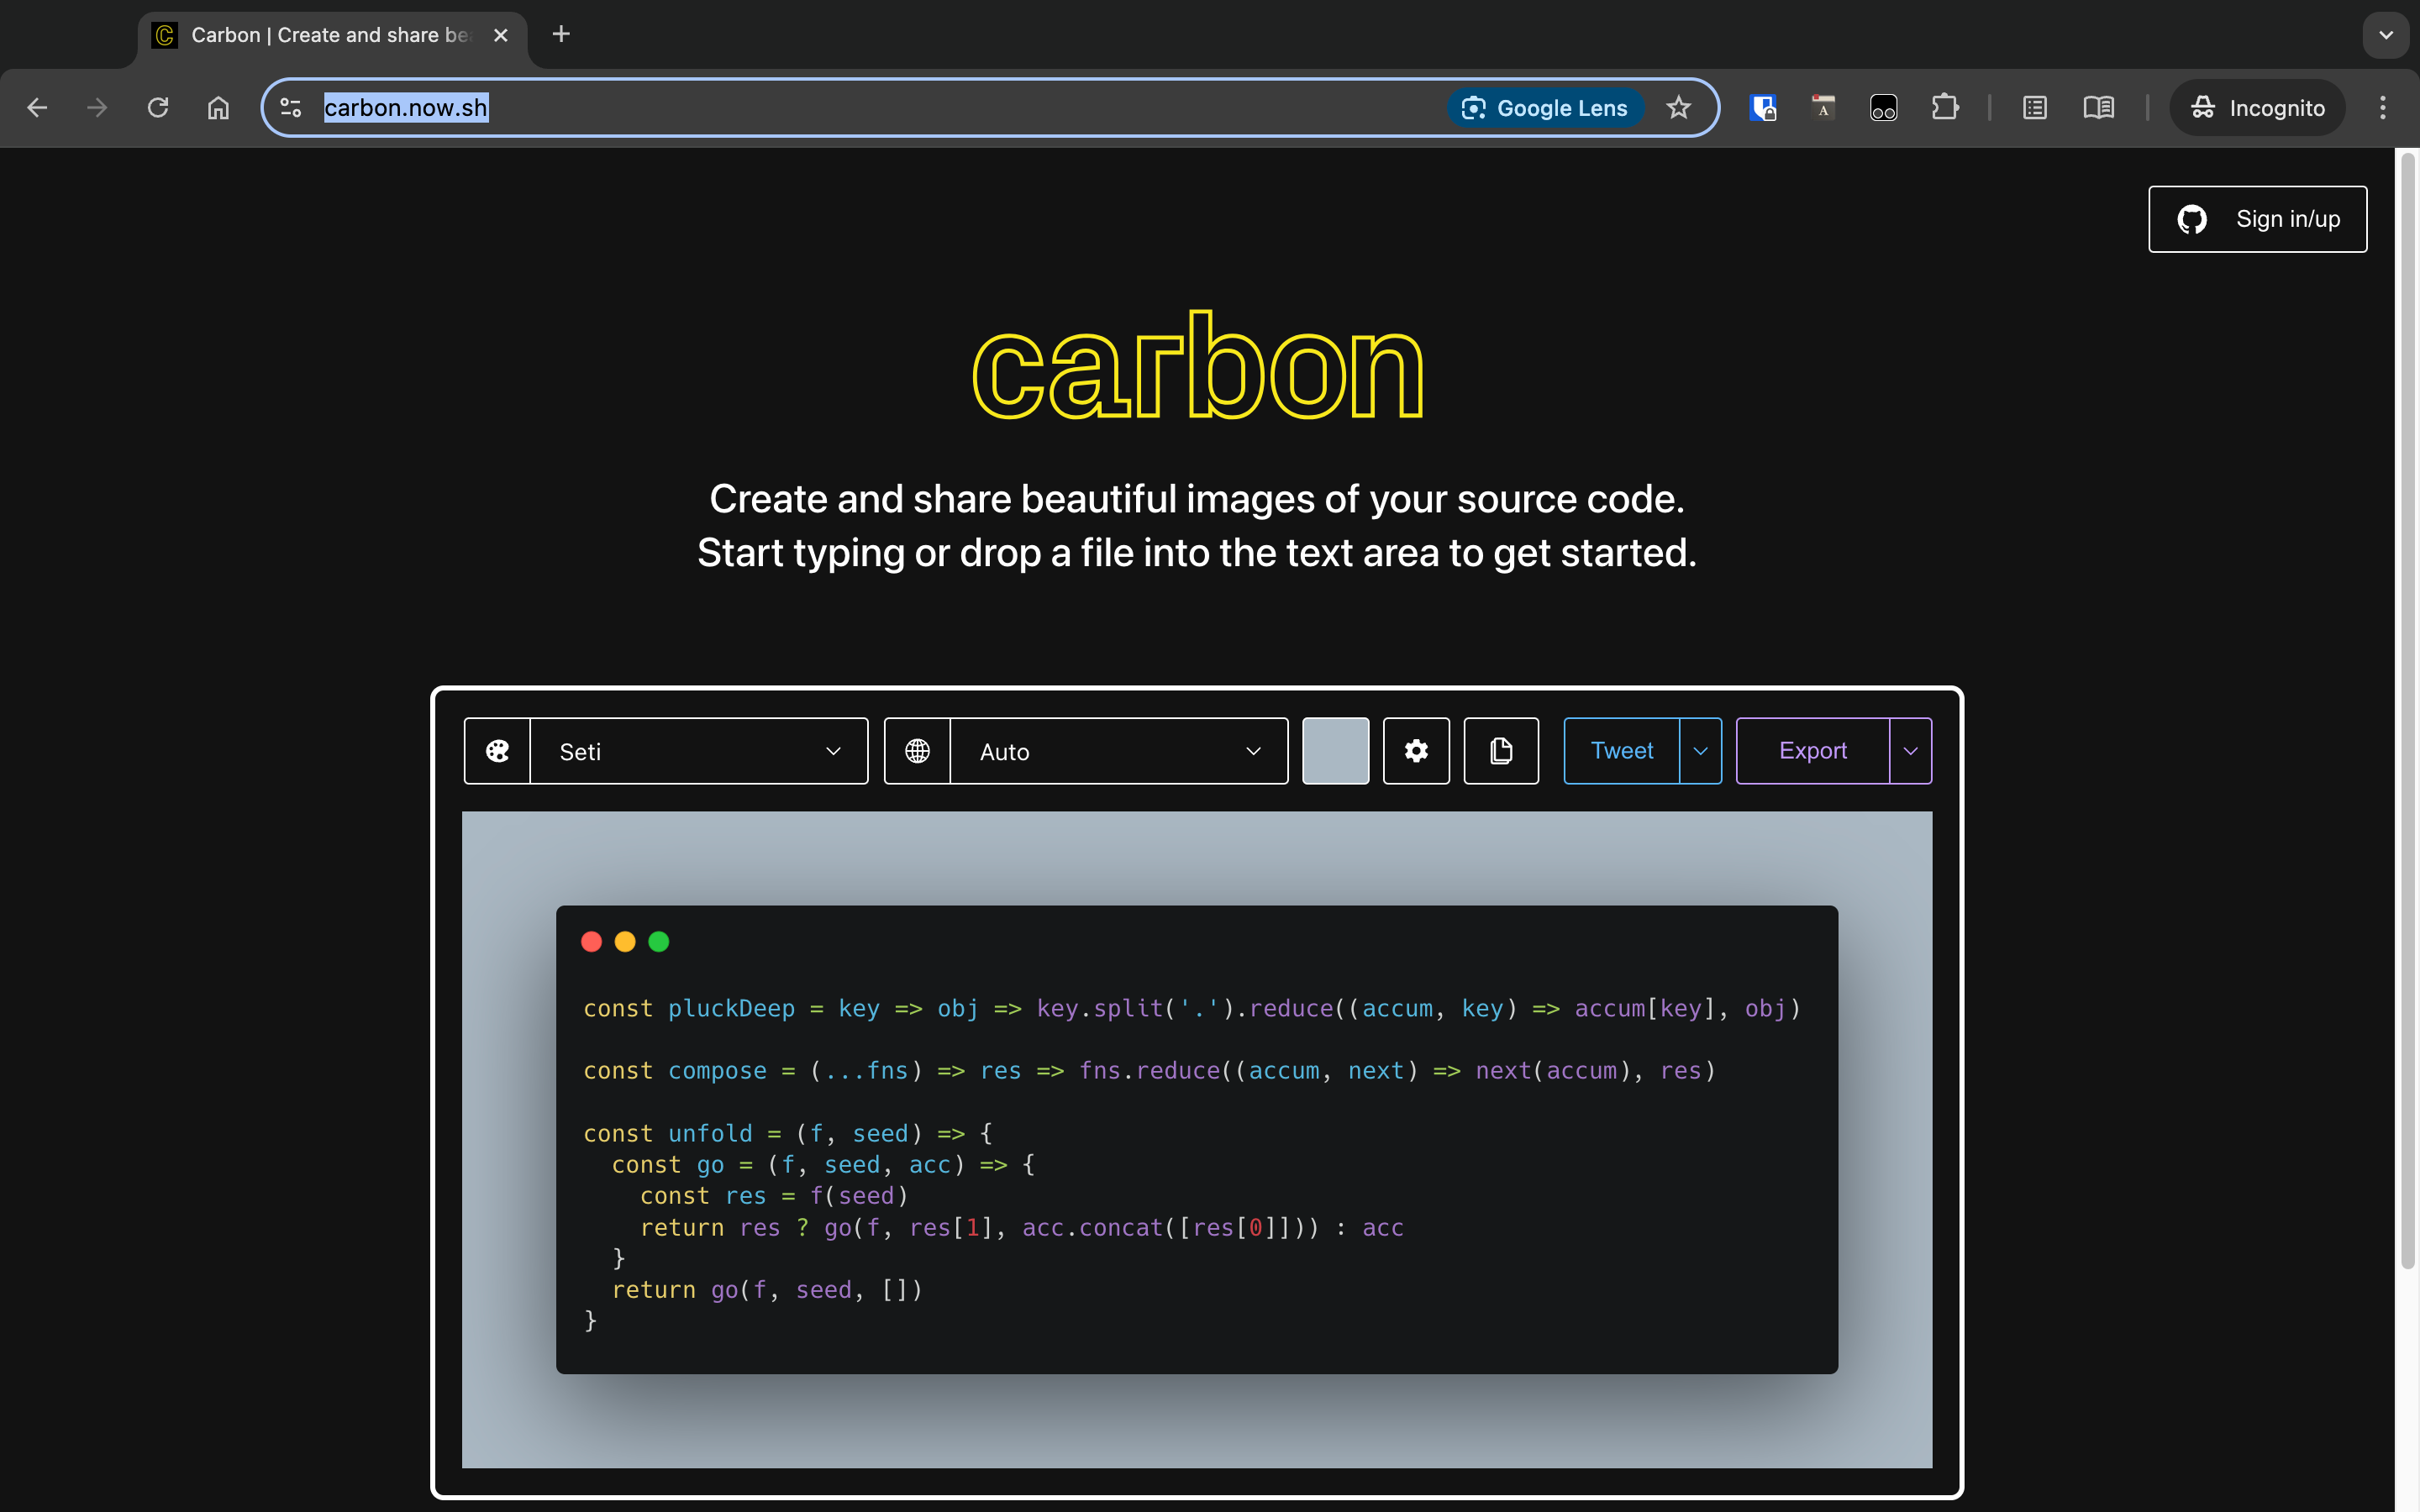 Carbon | Create and share be
carbon.now.sh
Google Lens
A
Incognito
Sign in/up
carbon
Create and share beautiful images of your source code.
Start typing or drop a file into the text area to get started.
Seti
Auto
Tweet
Export
const pluckDeep = key => obj => key.split('.').reduce((accum, key) => accum[key], obj)
const compose = (...fns) => res => fns.reduce((accum, next) => next(accum), res)
const unfold = (f, seed) => {
  const go = (f, seed, acc) => {
    const res = f(seed)
    return res ? go(f, res[1], acc.concat([res[0]])) : acc
  }
  return go(f, seed, [])
}